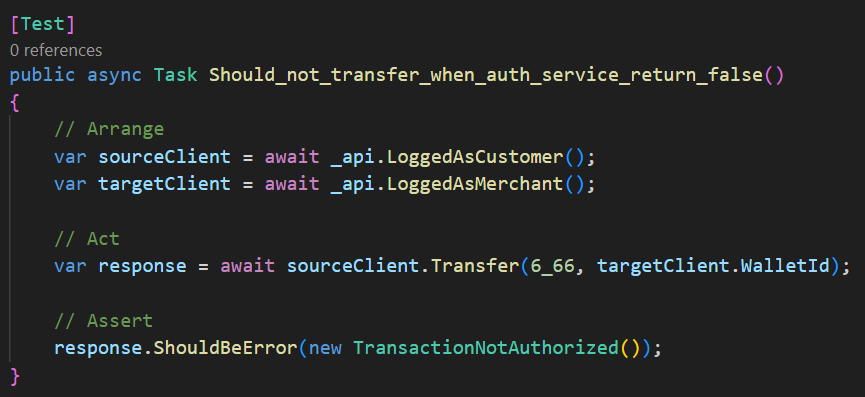 [Test]
0 references
public async Task Should_not_transfer_when_auth_service_return_false()
{
// Arrange
var sourceClient = await _api.LoggedAsCustomer();
var targetClient = await _api.LoggedAsMerchant();
// Act
var response = await sourceClient.Transfer(6_66, targetClient.WalletId);
// Assert
response.ShouldBeError(new TransactionNotAuthorized());
}